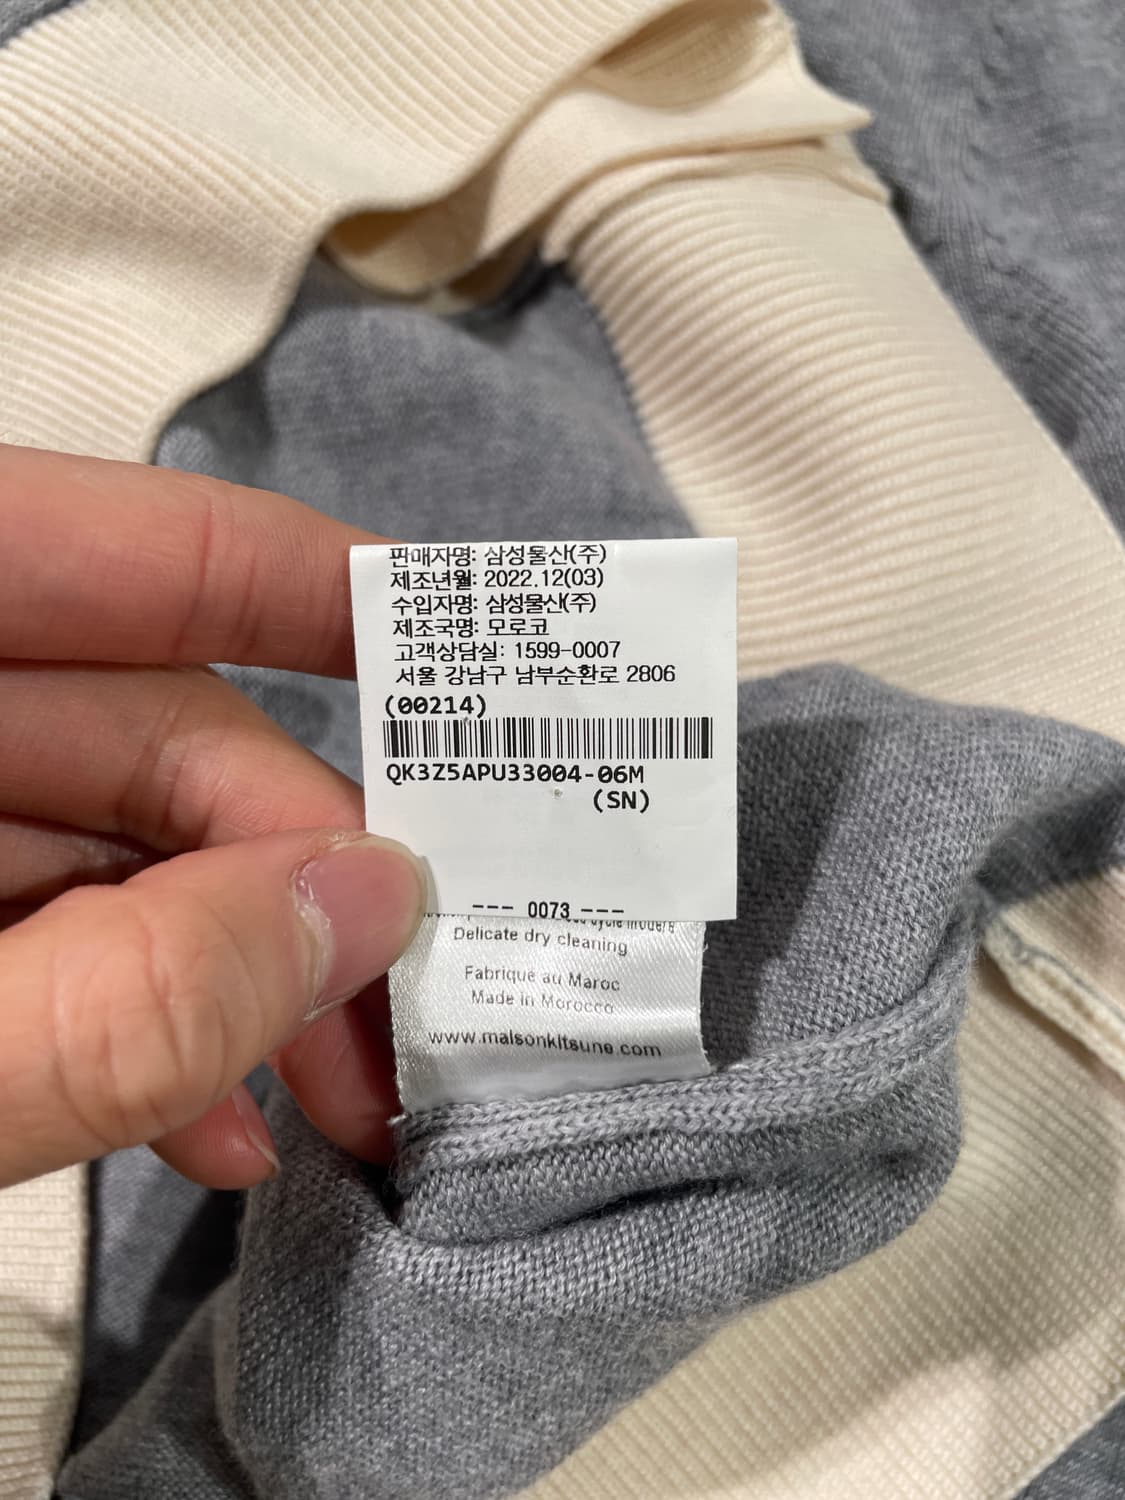 판매자명: 삼성물산(주)
제조년월: 2022.12(03)
수입자명: 삼성물산(주)
제조국명: 모로코
고객상담실: 1599-0007
서울 강남구 남부순환로 2806
(00214)
QK3Z5APU33004-06M
(SN)
--- 0073 ---
Delicate dry cleaning
Fabriqué au Maroc
Made in Morocco
www.maisonkitsune.com